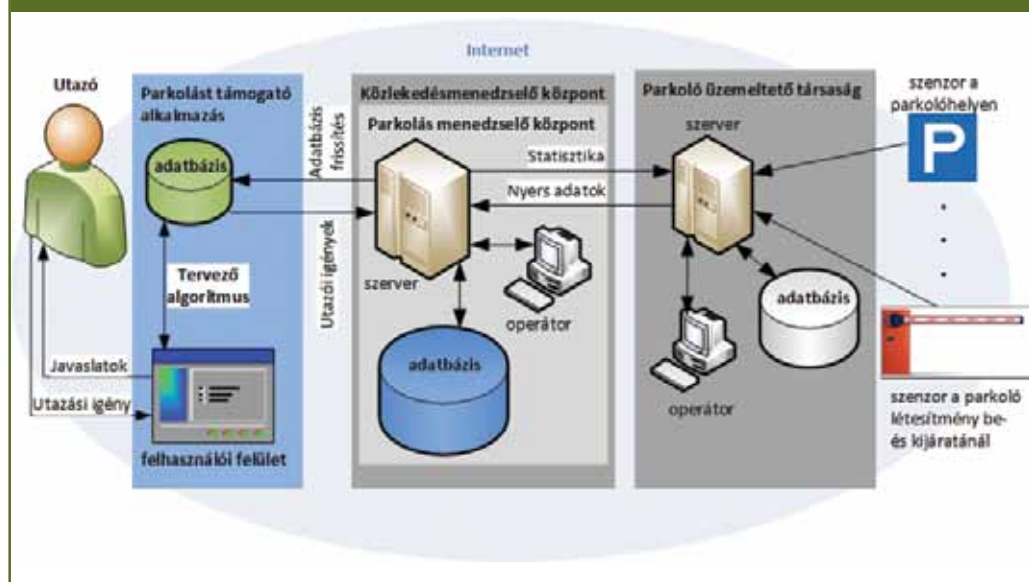 Internet
Utazó
Parkolást támogató
alkalmazás
adatbázis
Tervező
algoritmus
Javaslatok
Utazási igény
felhasználói felület
Adatbázis
frissítés
Utazói igények
Közlekedésmenedzselő központ
Parkolás menedzselő központ
szerver
operátor
adatbázis
Statisztika
Nyers adatok
Parkoló üzemeltető társaság
szerver
adatbázis
operátor
szenzor a
parkolóhelyen
P
szenzor a parkoló
létesítmény be-
és kijáratánál